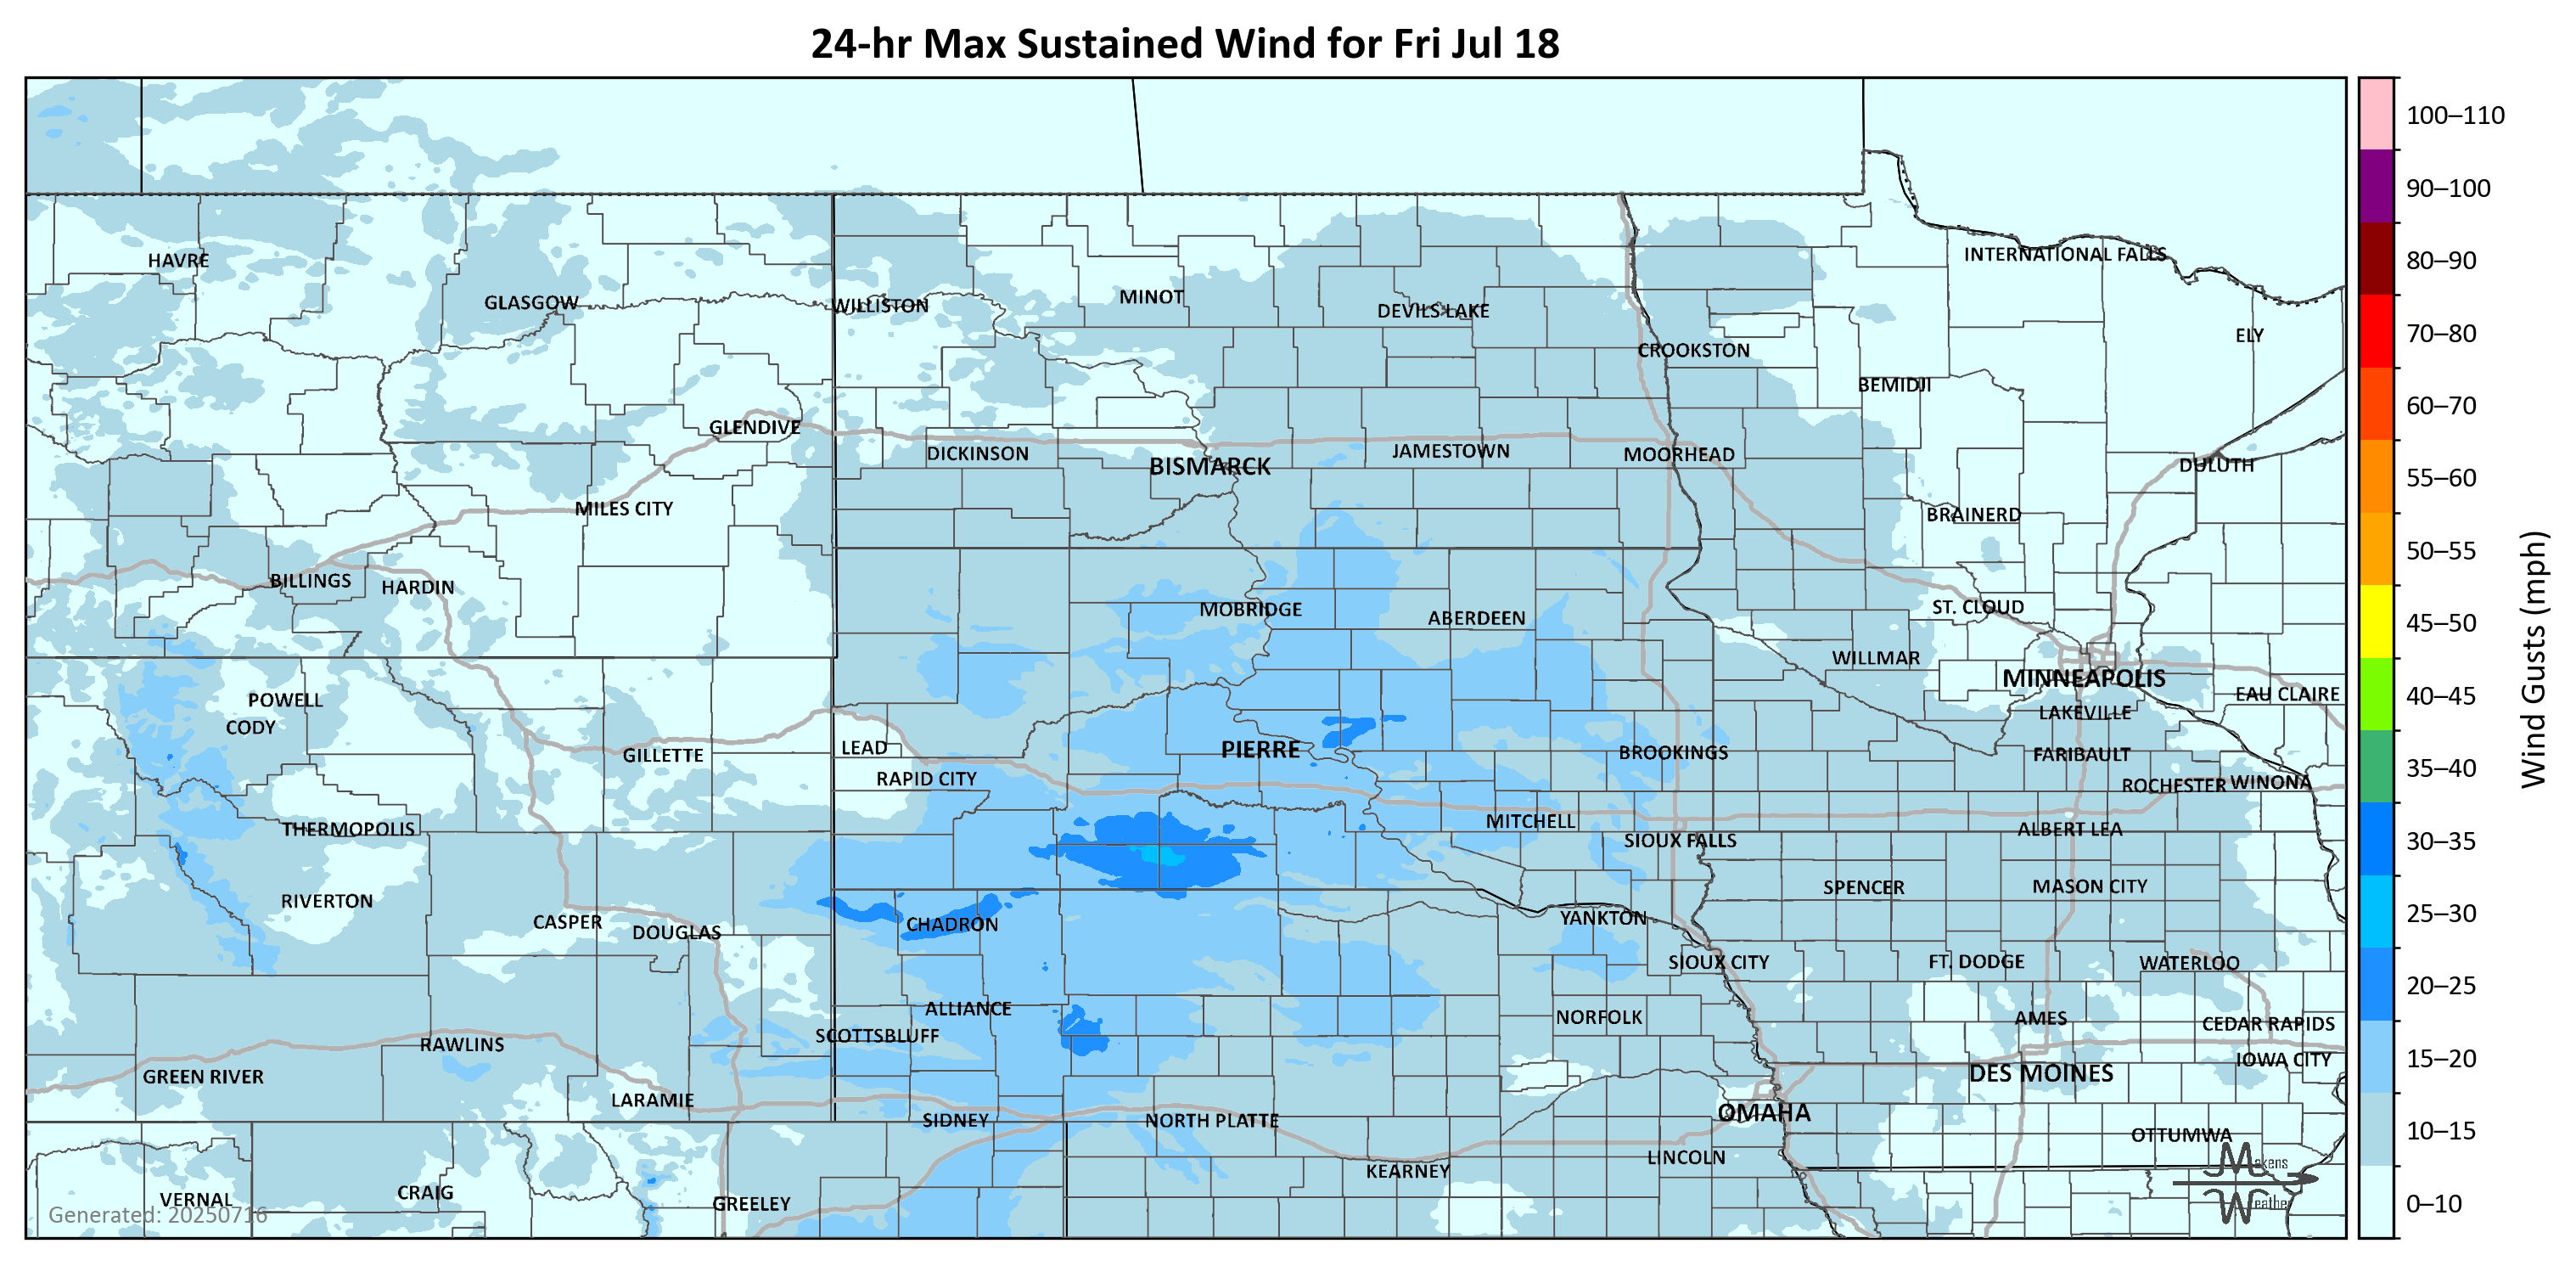 24-hr Max Sustained Wind for Fri Jul 18
100–110
90–100
80–90
70–80
60–70
55–60
50–55
45–50
40–45
35–40
30–35
25–30
20–25
15–20
10–15
0–10
Wind Gusts (mph)
HAVRE
INTERNATIONAL FALLS
GLASGOW
WILLISTON
MINOT
DEVILS LAKE
ELY
CROOKSTON
BEMIDJI
GLENDIVE
DICKINSON
BISMARCK
JAMESTOWN
MOORHEAD
DULUTH
MILES CITY
BRAINERD
BILLINGS
HARDIN
MOBRIDGE
ABERDEEN
ST. CLOUD
WILLMAR
MINNEAPOLIS
EAU CLAIRE
POWELL
CODY
LAKEVILLE
GILLETTE
LEAD
PIERRE
BROOKINGS
FARIBAULT
RAPID CITY
ROCHESTER
WINONA
THERMOPOLIS
MITCHELL
ALBERT LEA
SIOUX FALLS
RIVERTON
SPENCER
MASON CITY
CASPER
DOUGLAS
CHADRON
YANKTON
SIOUX CITY
FT. DODGE
WATERLOO
ALLIANCE
NORFOLK
AMES
CEDAR RAPIDS
SCOTTSBLUFF
RAWLINS
IOWA CITY
GREEN RIVER
DES MOINES
LARAMIE
SIDNEY
NORTH PLATTE
OMAHA
OTTUMWA
LINCOLN
KEARNEY
VERNAL
CRAIG
GREELEY
Generated: 20250716
Makens
Weather